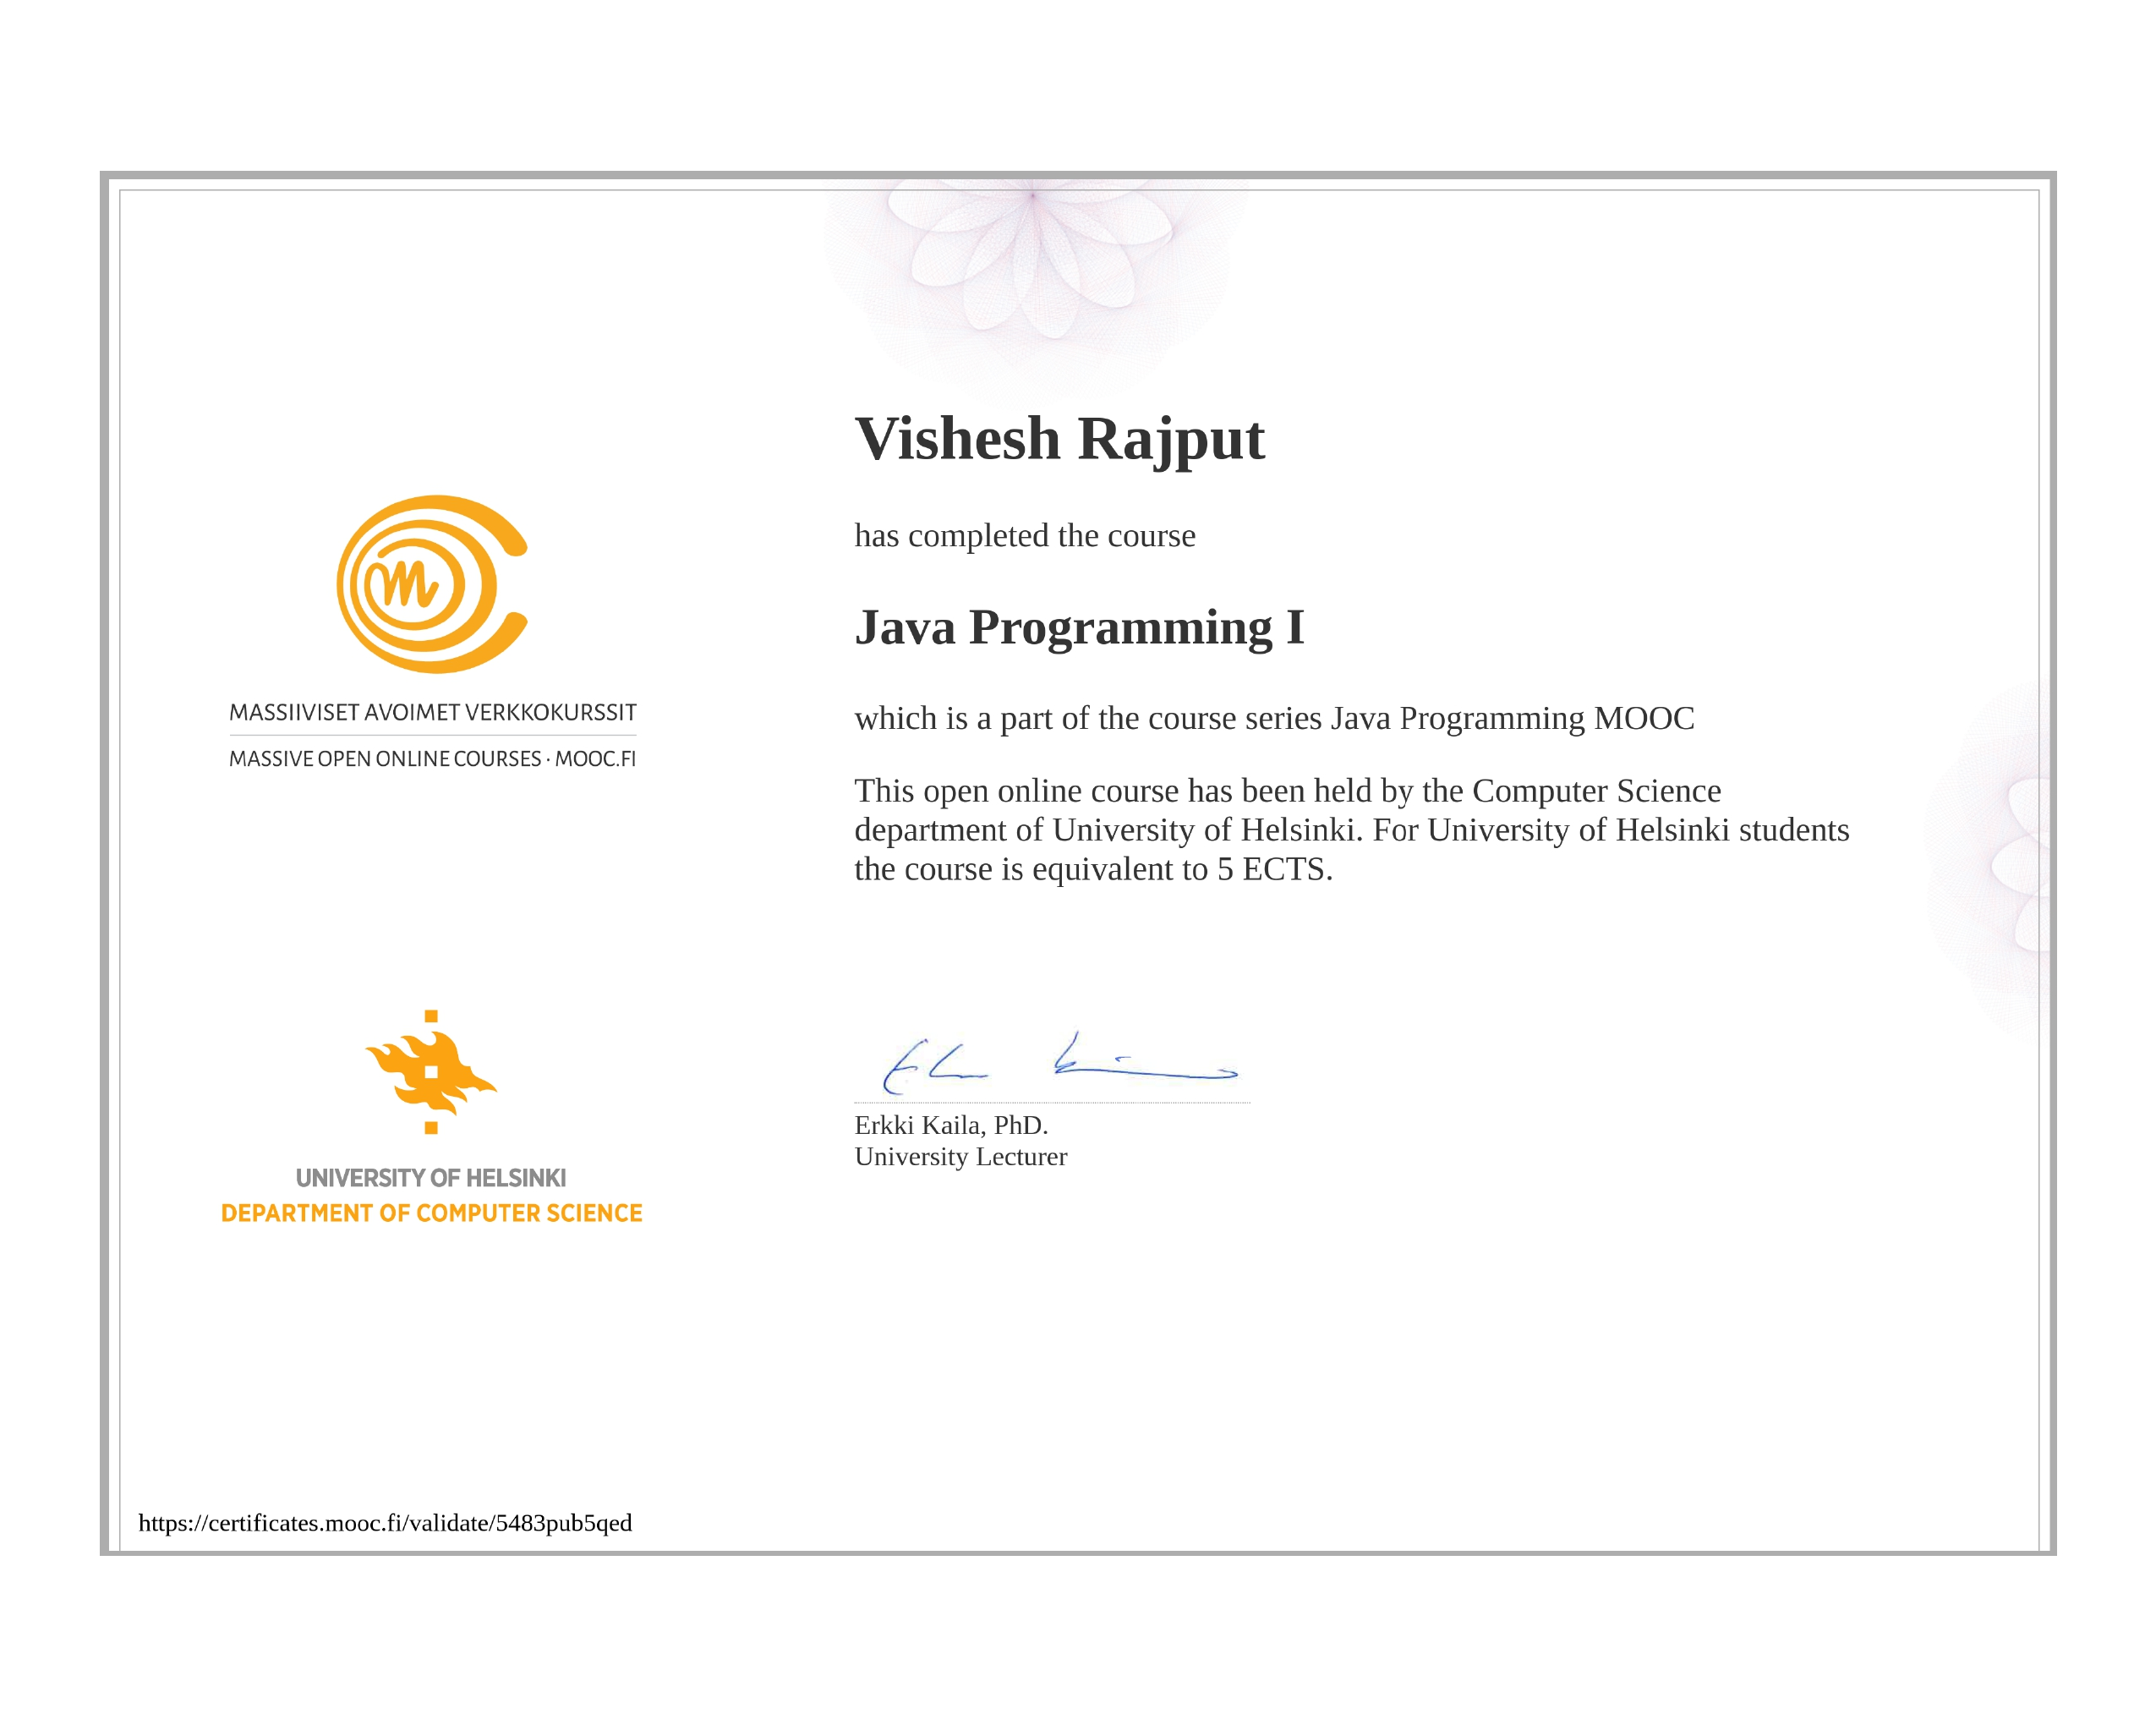 Vishesh Rajput
has completed the course
Java Programming I
which is a part of the course series Java Programming MOOC
This open online course has been held by the Computer Science
department of University of Helsinki. For University of Helsinki students
the course is equivalent to 5 ECTS.
Erkki Kaila, PhD.
University Lecturer
m
MASSIIVISET AVOIMET VERKKOKURSSIT
MASSIVE OPEN ONLINE COURSES · MOOC.FI
UNIVERSITY OF HELSINKI
DEPARTMENT OF COMPUTER SCIENCE
https://certificates.mooc.fi/validate/5483pub5qed